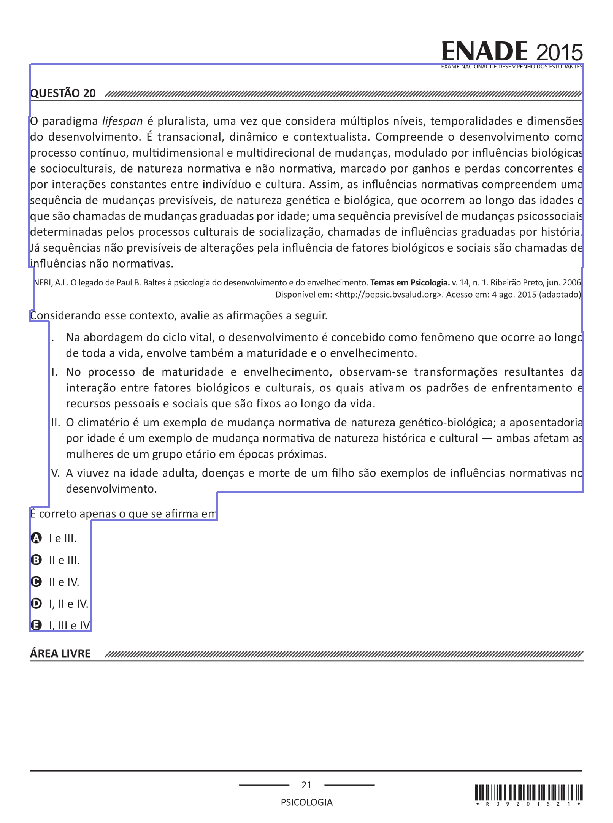 ENADE 2015
EXAME NACIONAL DE DESEMPENHO DOS ESTUDANTES
QUESTÃO 20
O paradigma lifespan é pluralista, uma vez que considera múltiplos níveis, temporalidades e dimensões
do desenvolvimento. É transacional, dinâmico e contextualista. Compreende o desenvolvimento como
processo contínuo, multidimensional e multidirecional de mudanças, modulado por influências biológicas
e socioculturais, de natureza normativa e não normativa, marcado por ganhos e perdas concorrentes e
por interações constantes entre indivíduo e cultura. Assim, as influências normativas compreendem uma
sequência de mudanças previsíveis, de natureza genética e biológica, que ocorrem ao longo das idades e
que são chamadas de mudanças graduadas por idade; uma sequência previsível de mudanças psicossociais
determinadas pelos processos culturais de socialização, chamadas de influências graduadas por história.
Já sequências não previsíveis de alterações pela influência de fatores biológicos e sociais são chamadas de
influências não normativas.
NERI, A.L. O legado de Paul B. Baltes à psicologia do desenvolvimento e do envelhecimento. Temas em Psicologia. v. 14, n. 1. Ribeirão Preto, jun. 2006
Disponível em: <http://pepsic.bvsalud.org>. Acesso em: 4 ago. 2015 (adaptado)
Considerando esse contexto, avalie as afirmações a seguir.
I. Na abordagem do ciclo vital, o desenvolvimento é concebido como fenômeno que ocorre ao longo
de toda a vida, envolve também a maturidade e o envelhecimento.
II. No processo de maturidade e envelhecimento, observam-se transformações resultantes da
interação entre fatores biológicos e culturais, os quais ativam os padrões de enfrentamento e
recursos pessoais e sociais que são fixos ao longo da vida.
III. O climatério é um exemplo de mudança normativa de natureza genético-biológica; a aposentadoria
por idade é um exemplo de mudança normativa de natureza histórica e cultural — ambas afetam as
mulheres de um grupo etário em épocas próximas.
IV. A viuvez na idade adulta, doenças e morte de um filho são exemplos de influências normativas no
desenvolvimento.
É correto apenas o que se afirma em
A I e III.
B II e III.
C II e IV.
D I, II e IV.
E I, III e IV
ÁREA LIVRE
21
PSICOLOGIA
*R39201521*